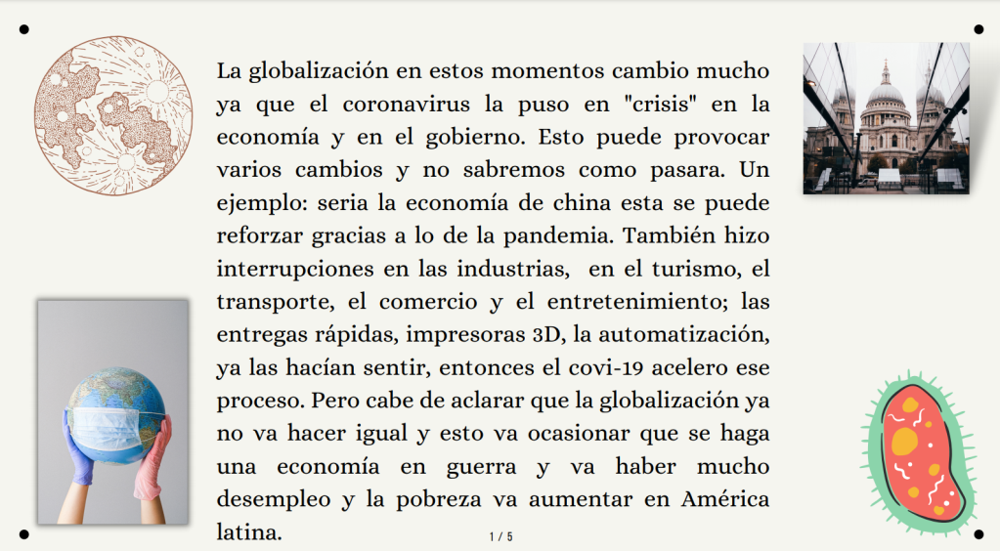 La globalización en estos momentos cambio mucho
ya que el coronavirus la puso en "crisis" en la
economía y en el gobierno. Esto puede provocar
varios cambios y no sabremos como pasara. Un
ejemplo: seria la economía de china esta se puede
reforzar gracias a lo de la pandemia. También hizo
interrupciones en las industrias,  en el turismo, el
transporte, el comercio y el entretenimiento; las
entregas rápidas, impresoras 3D, la automatización,
ya las hacían sentir, entonces el covi-19 acelero ese
proceso. Pero cabe de aclarar que la globalización ya
no va hacer igual y esto va ocasionar que se haga
una economía en guerra y va haber mucho
desempleo y la pobreza va aumentar en América
latina.
1 / 5